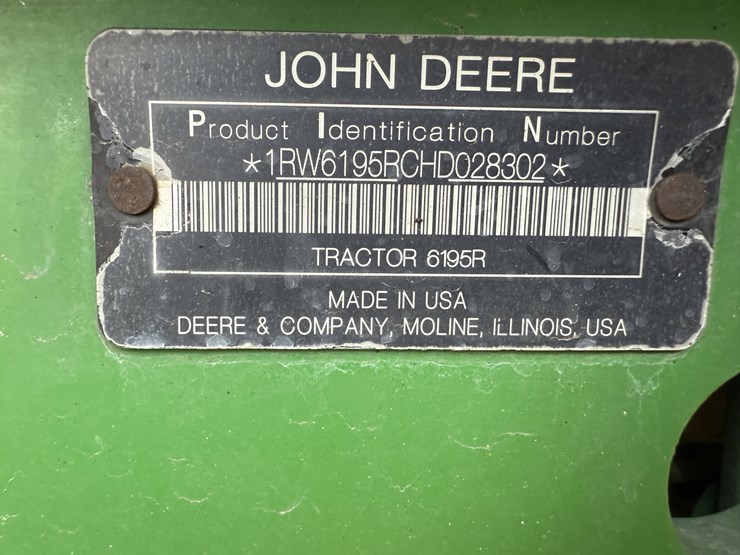 JOHN DEERE
Product Identification Number
*1RW6195RCHD028302*
TRACTOR 6195R
MADE IN USA
DEERE & COMPANY, MOLINE, ILLINOIS, USA